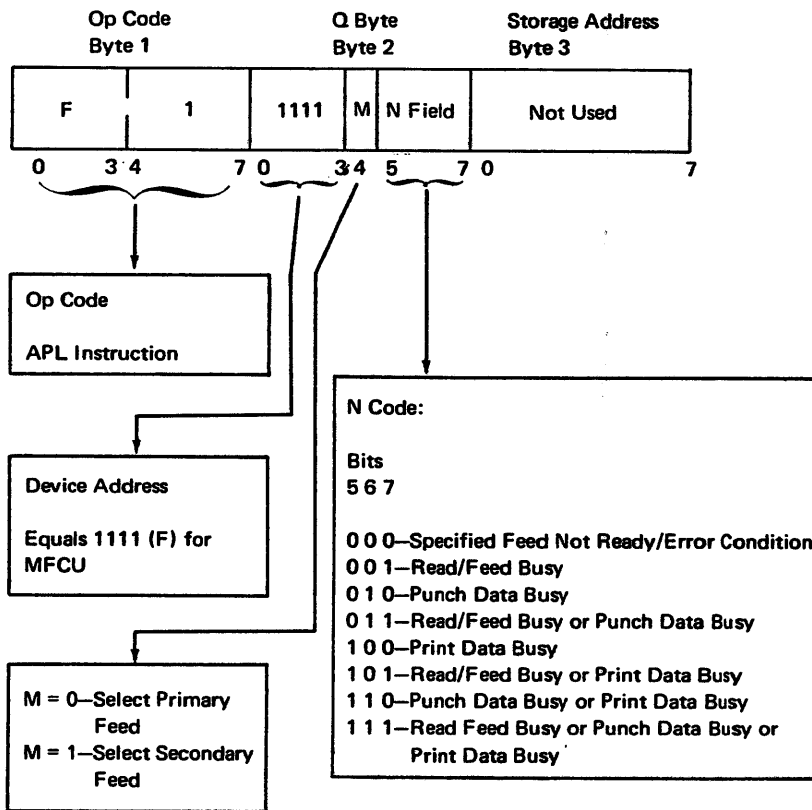 Op Code Q Byte Storage Address
Byte 1 Byte 2 Byte 3
F 1 1111 M N Field Not Used
0 3 4 7 0 3 4 5 7 0 7
Op Code
APL Instruction
Device Address
Equals 1111 (F) for
MFCU
M = 0—Select Primary
Feed
M = 1—Select Secondary
Feed
N Code:
Bits
5 6 7
0 0 0—Specified Feed Not Ready/Error Condition
0 0 1—Read/Feed Busy
0 1 0—Punch Data Busy
0 1 1—Read/Feed Busy or Punch Data Busy
1 0 0—Print Data Busy
1 0 1—Read/Feed Busy or Print Data Busy
1 1 0—Punch Data Busy or Print Data Busy
1 1 1—Read Feed Busy or Punch Data Busy or
Print Data Busy